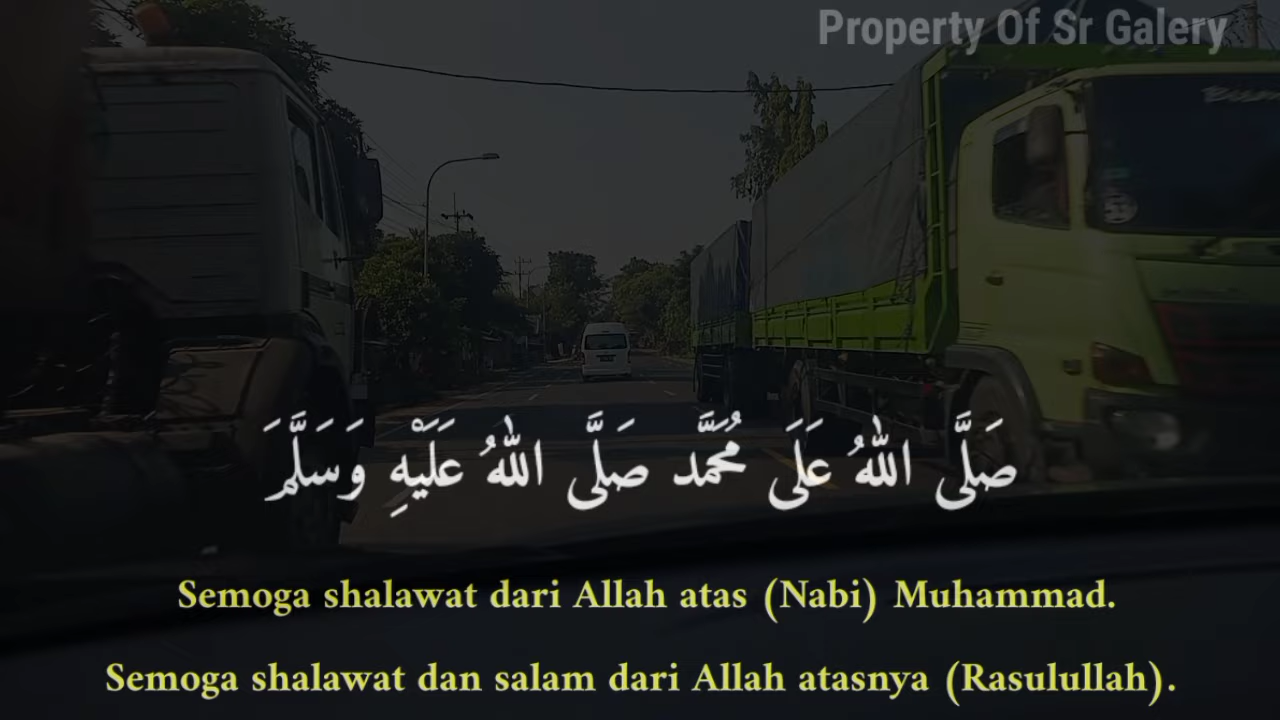 Property Of Sr Galery
صَلَّى اللهُ عَلَى مُحَمَّد صَلَّى اللهُ عَلَيْهِ وَسَلَّمَ
Semoga shalawat dari Allah atas (Nabi) Muhammad.
Semoga shalawat dan salam dari Allah atasnya (Rasulullah).